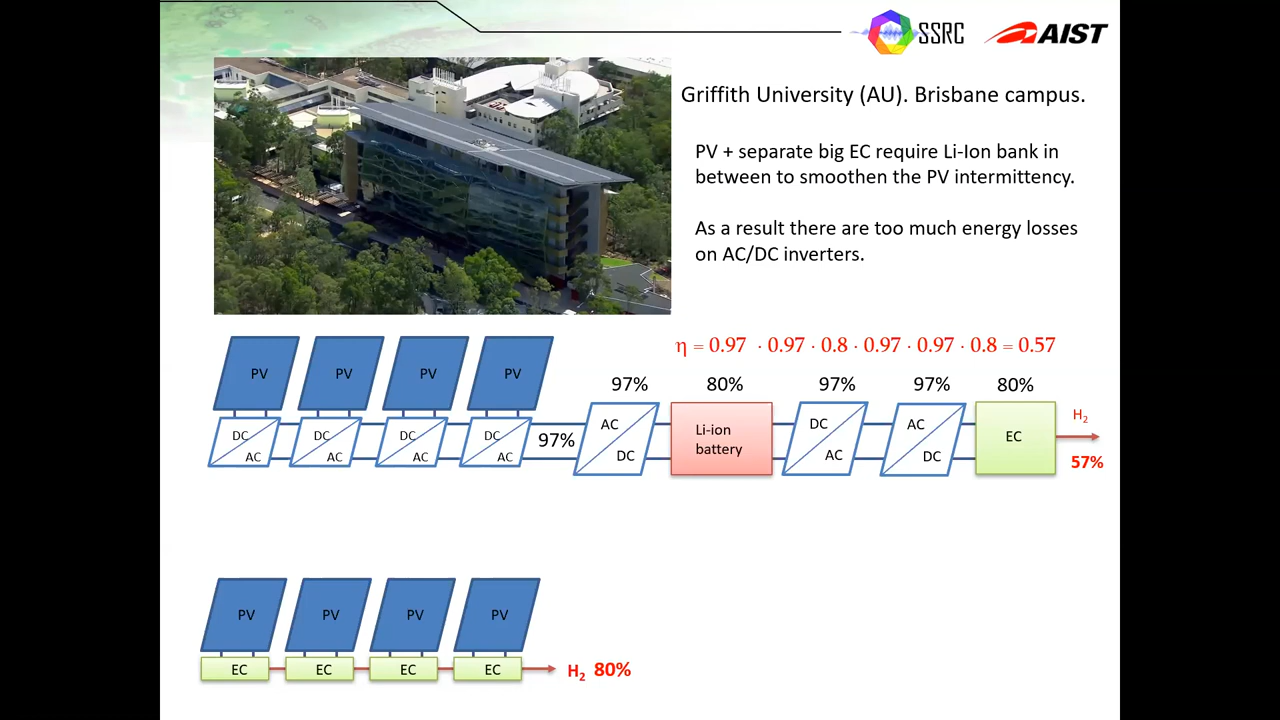 SSRC
AIST
Griffith University (AU). Brisbane campus.
PV + separate big EC require Li-Ion bank in
between to smoothen the PV intermittency.
As a result there are too much energy losses
on AC/DC inverters.
η = 0.97 · 0.97 · 0.8 · 0.97 · 0.97 · 0.8 = 0.57
PV PV PV PV
97% 80% 97% 97% 80%
DC AC DC AC DC AC DC AC
97%
AC DC
Li-ion
battery
DC AC
AC DC
EC
H₂
57%
PV PV PV PV
EC EC EC EC
H₂ 80%